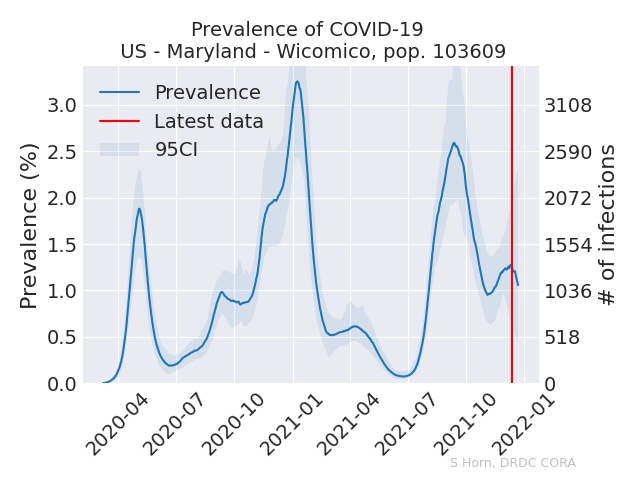 Prevalence of COVID-19
US - Maryland - Wicomico, pop. 103609
Prevalence
Latest data
95CI
Prevalence (%)
3.0
2.5
2.0
1.5
1.0
0.5
0.0
3108
2590
2072
1554
1036
518
0
# of infections
2020-04
2020-07
2020-10
2021-01
2021-04
2021-07
2021-10
2022-01
S Horn, DRDC CORA